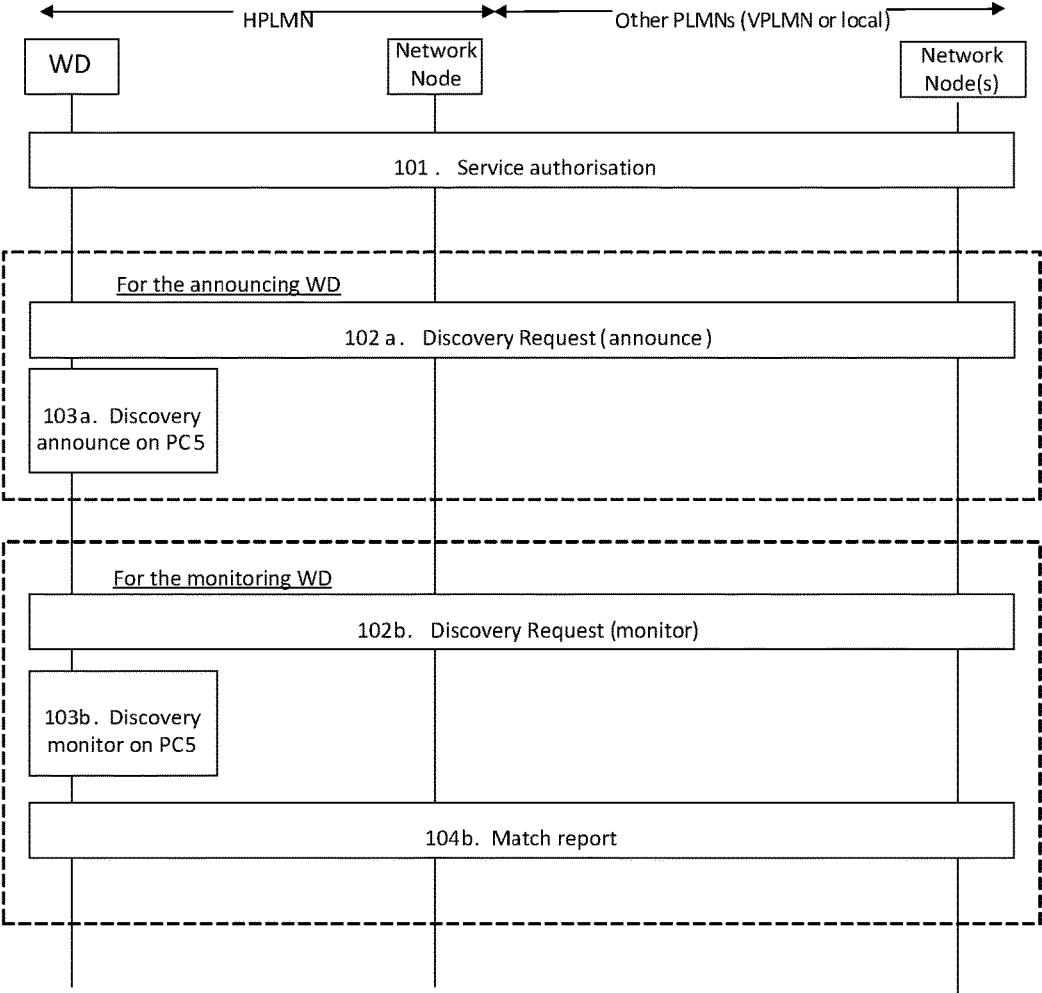 HPLMN
Other PLMNs (VPLMN or local)
WD
Network
Node
Network
Node(s)
101. Service authorisation
For the announcing WD
102a. Discovery Request (announce)
103a. Discovery
announce on PC5
For the monitoring WD
102b. Discovery Request (monitor)
103b. Discovery
monitor on PC5
104b. Match report